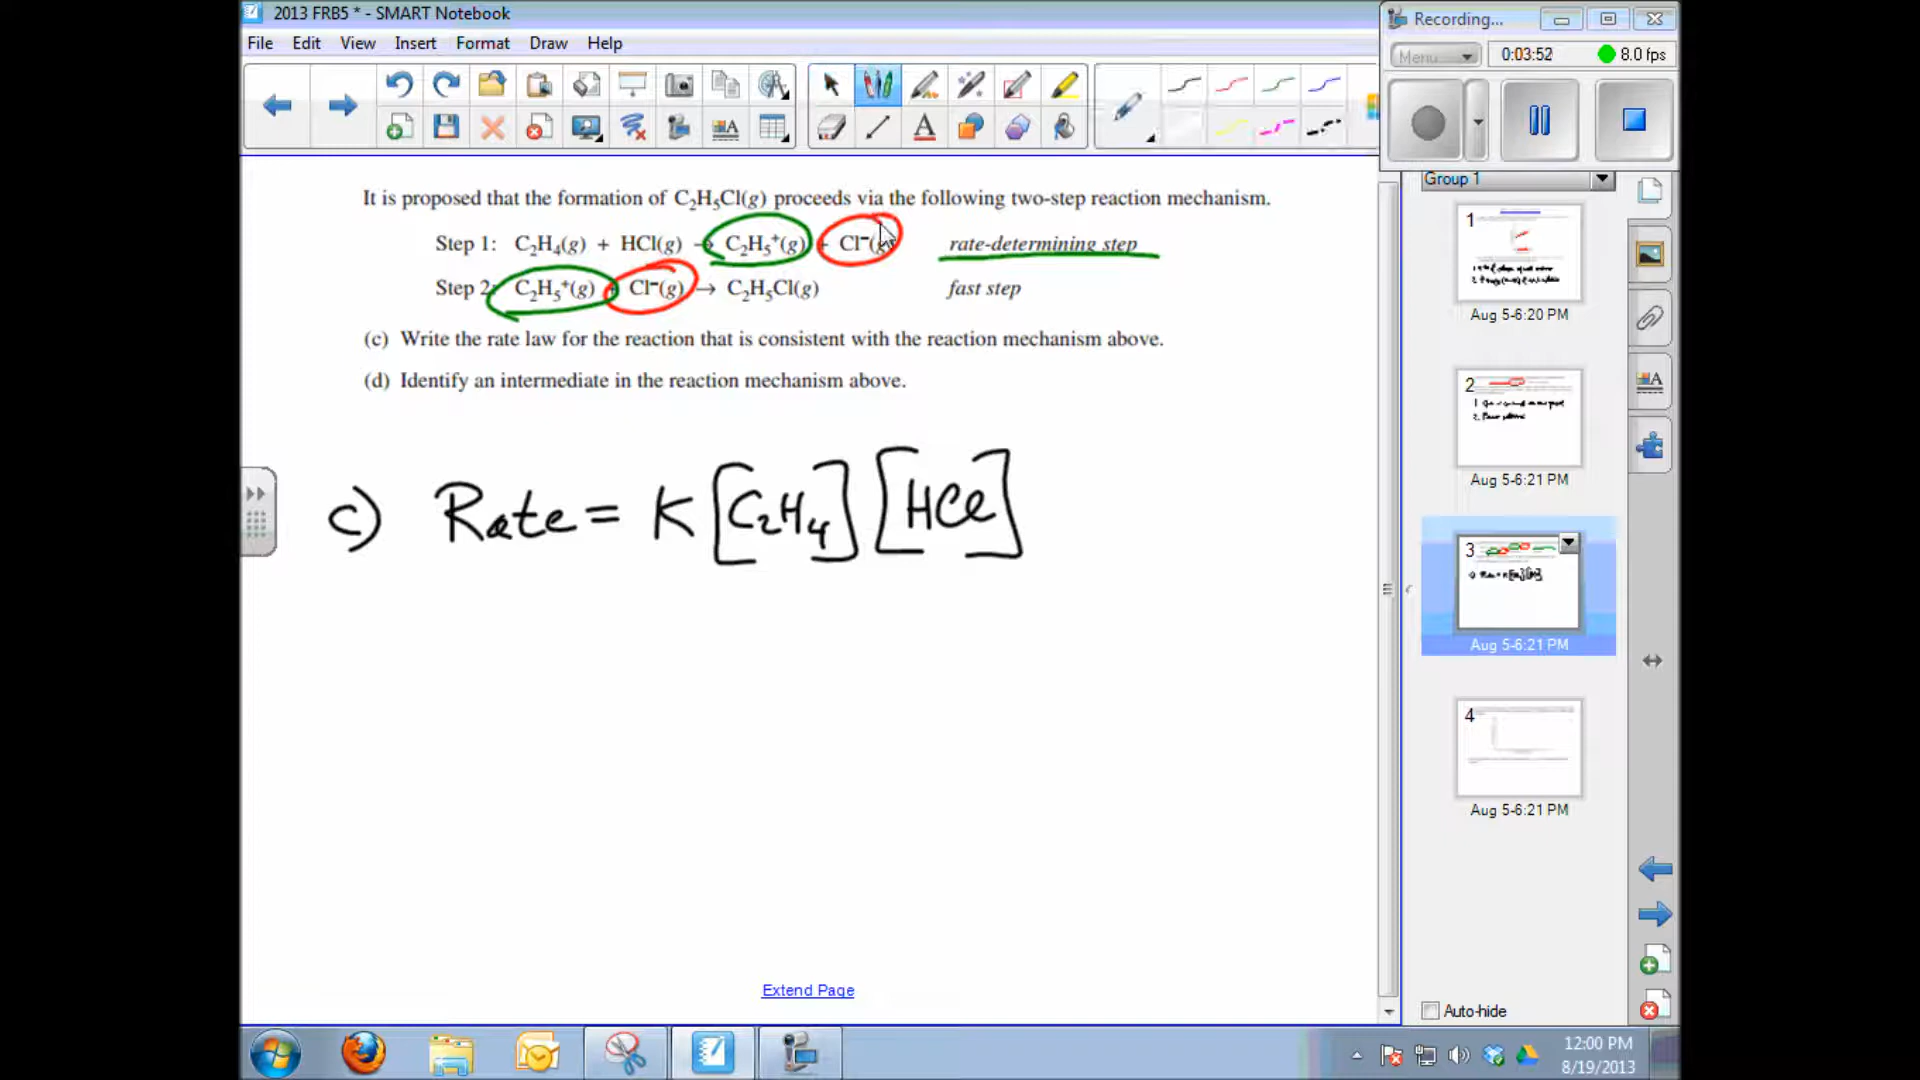 2013 FRB5 * - SMART Notebook
File Edit View Insert Format Draw Help
Recording...
Menu 0:03:52 8.0 fps
It is proposed that the formation of C₂H₅Cl(g) proceeds via the following two-step reaction mechanism.
Step 1: C₂H₄(g) + HCl(g) → C₂H₅⁺(g) + Cl⁻(g) rate-determining step
Step 2: C₂H₅⁺(g) + Cl⁻(g) → C₂H₅Cl(g) fast step
(c) Write the rate law for the reaction that is consistent with the reaction mechanism above.
(d) Identify an intermediate in the reaction mechanism above.
c) Rate = K [C₂H₄] [HCl]
Extend Page
Group 1
1
Aug 5-6:20 PM
2
Aug 5-6:21 PM
3
Aug 5-6:21 PM
4
Aug 5-6:21 PM
Auto-hide
12:00 PM
8/19/2013